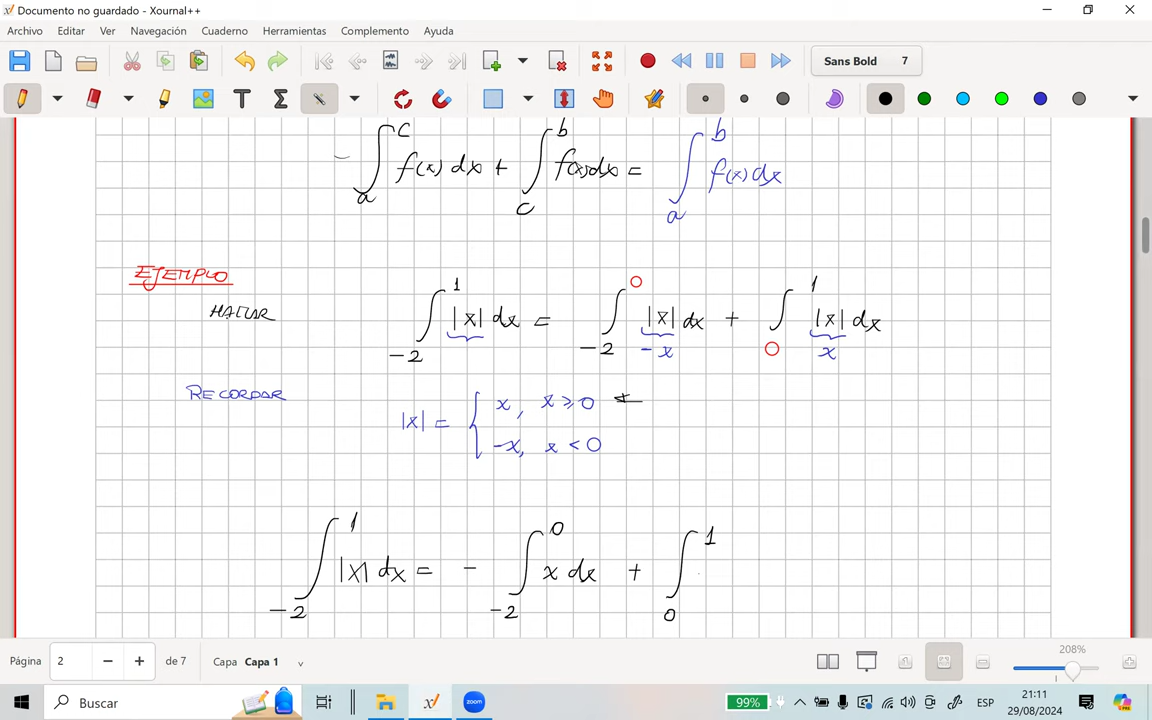 Documento no guardado - Xournal++
Archivo Editar Ver Navegación Cuaderno Herramientas Complemento Ayuda
Sans Bold 7
∫_a^c f(x) dx + ∫_c^b f(x)dx = ∫_a^b f(x) dx
EJEMPLO
HALLAR ∫_{-2}^1 |x| dx = ∫_{-2}^0 |x| dx + ∫_0^1 |x| dx
-x x
RECORDAR |x| = { x, x ≥ 0 ←
-x, x < 0
∫_{-2}^1 |x| dx = - ∫_{-2}^0 x dx + ∫_0^1
208%
Página 2 de 7 Capa Capa 1
Buscar
99%
ESP
21:11
29/08/2024